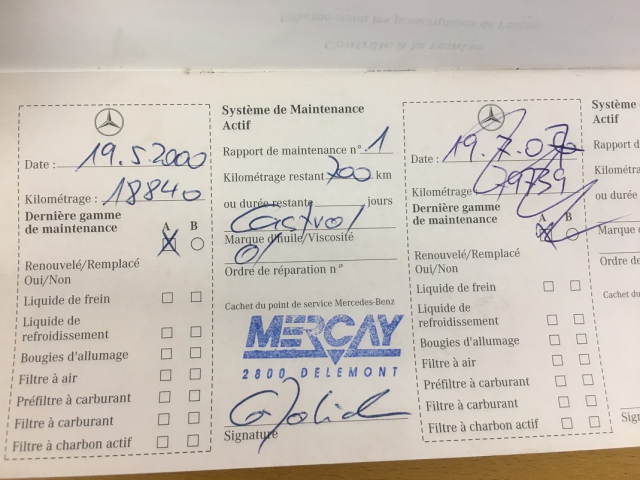 Date : 19.5.2000
Kilométrage : 18840
Dernière gamme
de maintenance
A B
Renouvelé/Remplacé
Oui/Non
Liquide de frein
Liquide de
refroidissement
Bougies d'allumage
Filtre à air
Préfiltre à carburant
Filtre à carburant
Filtre à charbon actif
Système de Maintenance
Actif
Rapport de maintenance n° 1
Kilométrage restant 700 km
ou durée restante jours
Castrol
Marque d'huile/Viscosité
Ordre de réparation n°
Cachet du point de service Mercedes-Benz
MERCAY
2800 DELEMONT
Signature
Date : 19.7.
Kilométrage 29739
Dernière gamme
de maintenance
A B
Renouvelé/Remplacé
Oui/Non
Liquide de frein
Liquide de
refroidissement
Bougies d'allumage
Filtre à air
Préfiltre à carburant
Filtre à carburant
Filtre à charbon actif
Système
Actif
Rapport d
Kilométra
ou durée
Marque d
Ordre de
Cachet du
Sign